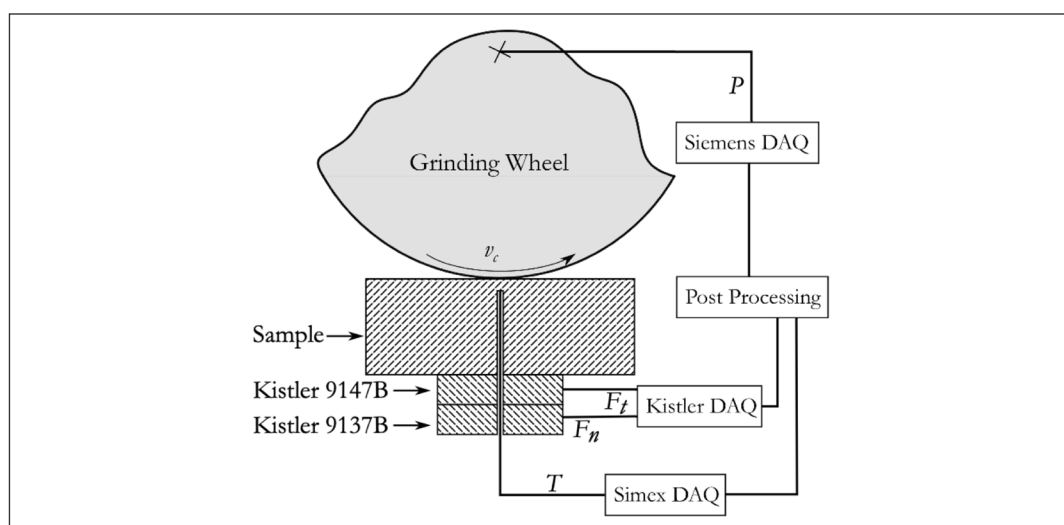 P
Siemens DAQ
Grinding Wheel
v_c
Post Processing
Sample
Kistler 9147B
F_t
Kistler DAQ
Kistler 9137B
F_n
T
Simex DAQ